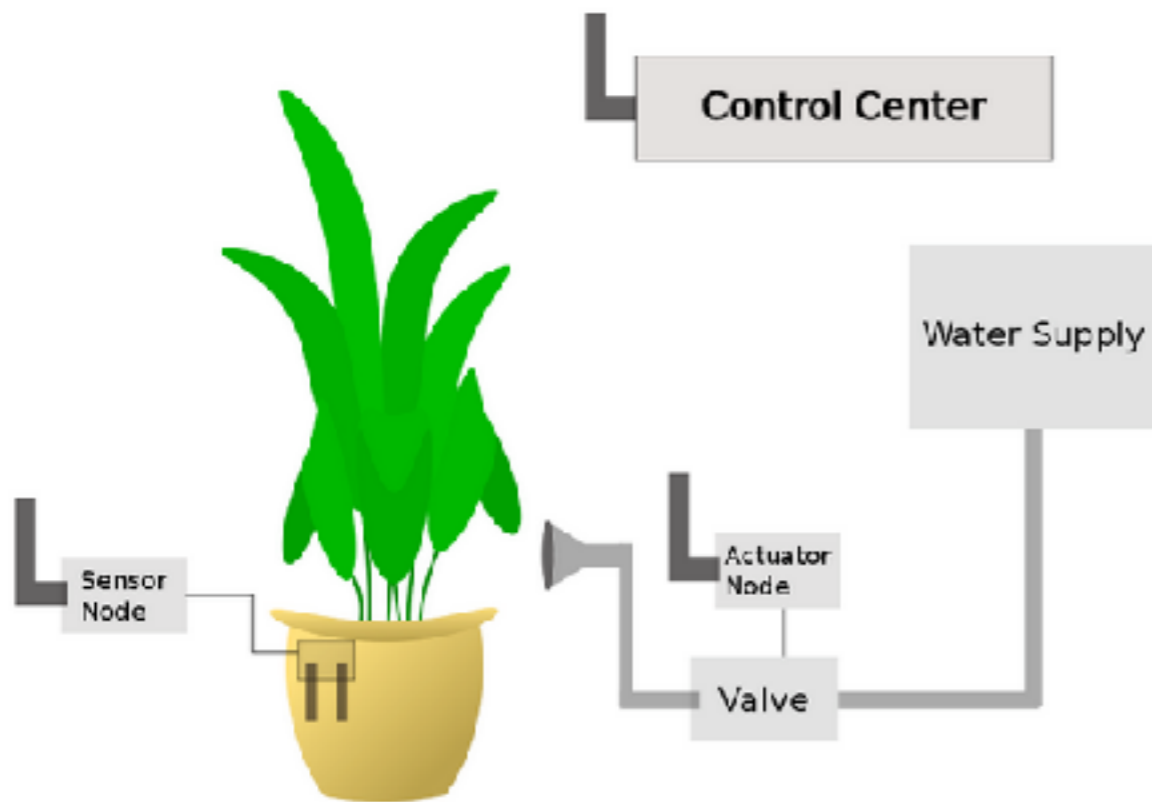 Control Center
Water Supply
Sensor
Node
Actuator
Node
Valve